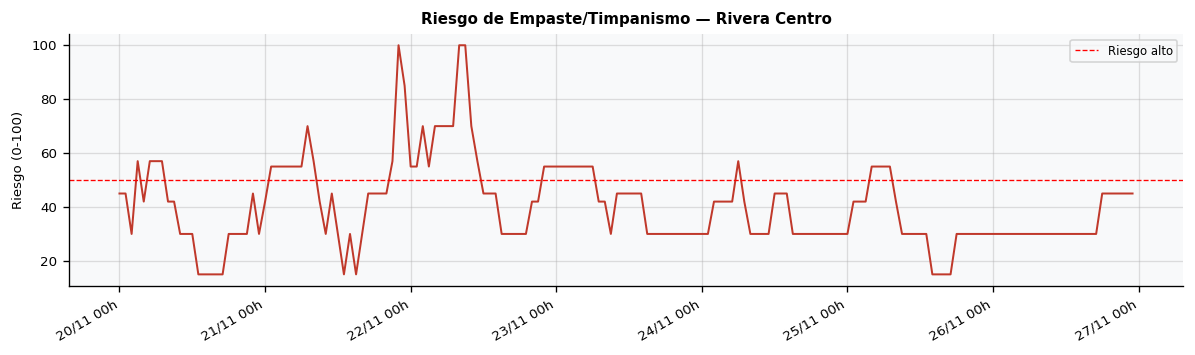 Riesgo de Empaste/Timpanismo — Rivera Centro
Riesgo alto
Riesgo (0-100)
100
80
60
40
20
20/11 00h
21/11 00h
22/11 00h
23/11 00h
24/11 00h
25/11 00h
26/11 00h
27/11 00h